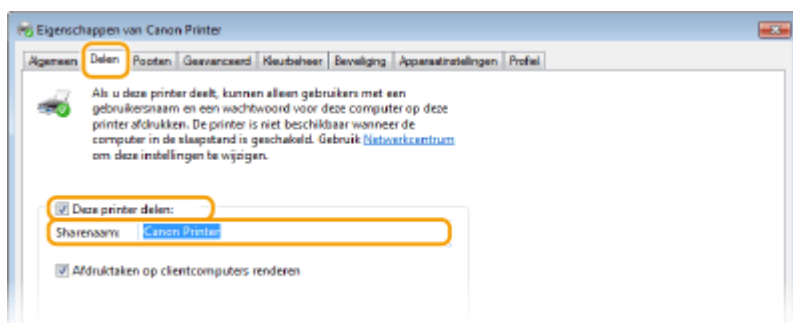 Eigenschappen van Canon Printer
Algemeen Delen Poorten Geavanceerd Kleurbeheer Beveiliging Apparaatinstellingen Profiel
Als u deze printer deelt, kunnen alleen gebruikers met een
gebruikersnaam en een wachtwoord voor deze computer op deze
printer afdrukken. De printer is niet beschikbaar wanneer de
computer in de slaapstand is geschakeld. Gebruik Netwerkcentrum
om deze instellingen te wijzigen.
Deze printer delen:
Sharenaam: Canon Printer
Afdruktaken op clientcomputers renderen